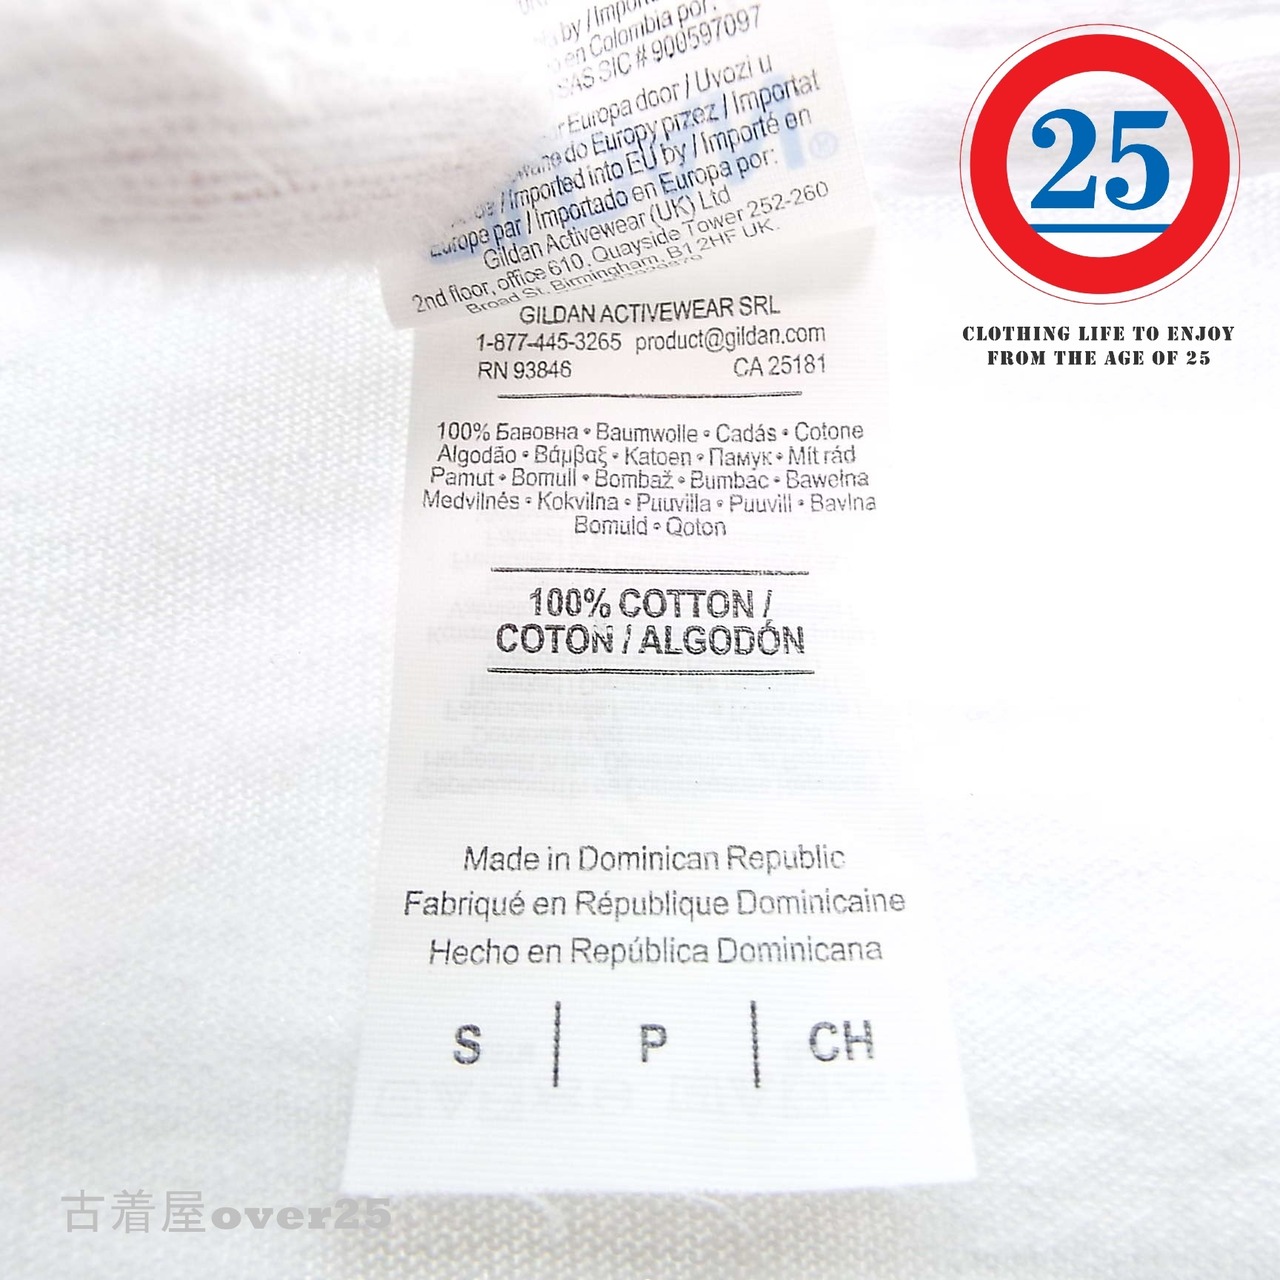 en Colombia por:
SAS SIC # 900597097
Europa door / Uvozi u
do Europy przez / Importat
/ Imported into EU by / Importé en
Europe par / Importado en Europa por:
Gildan Activewear (UK) Ltd
2nd floor, office 610, Quayside Tower 252-260
Broad St. Birmingham, B1 2HF UK.
GILDAN ACTIVEWEAR SRL
1-877-445-3265 product@gildan.com
RN 93846 CA 25181
100% Бавовна • Baumwolle • Cadás • Cotone
Algodão • Βάμβαξ • Katoen • Памук • Mít rád
Pamut • Bomull • Bombaž • Bumbac • Bawełna
Medvilnés • Kokvilna • Puuvilla • Puuvill • Bavlna
Bomuld • Qoton
100% COTTON /
COTON / ALGODÓN
Made in Dominican Republic
Fabriqué en République Dominicaine
Hecho en República Dominicana
S | P | CH
25
CLOTHING LIFE TO ENJOY
FROM THE AGE OF 25
古着屋over25